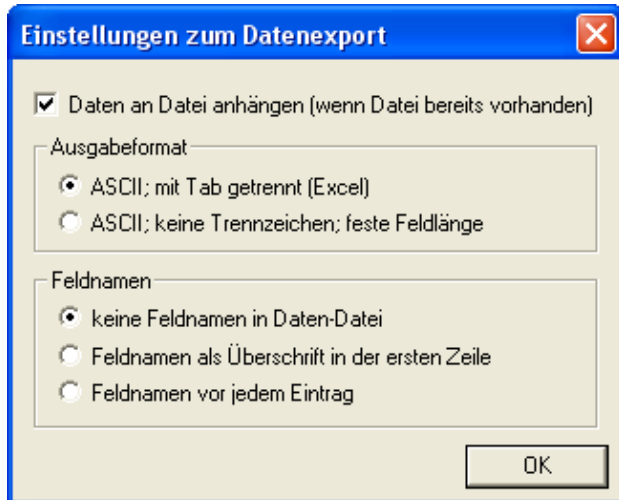 Einstellungen zum Datenexport
Daten an Datei anhängen (wenn Datei bereits vorhanden)
Ausgabeformat
ASCII; mit Tab getrennt (Excel)
ASCII; keine Trennzeichen; feste Feldlänge
Feldnamen
keine Feldnamen in Daten-Datei
Feldnamen als Überschrift in der ersten Zeile
Feldnamen vor jedem Eintrag
OK